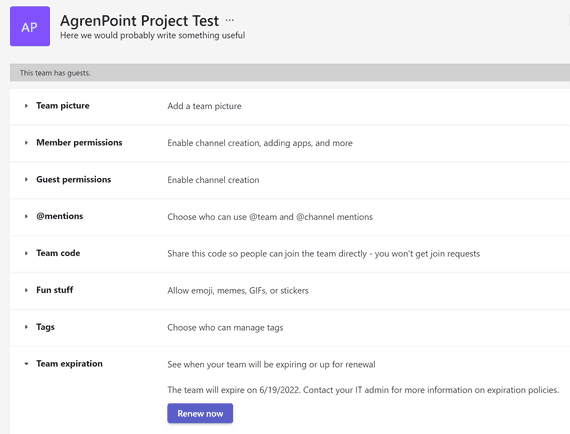 AP
AgrenPoint Project Test ...
Here we would probably write something useful
This team has guests.
Team picture Add a team picture
Member permissions Enable channel creation, adding apps, and more
Guest permissions Enable channel creation
@mentions Choose who can use @team and @channel mentions
Team code Share this code so people can join the team directly - you won't get join requests
Fun stuff Allow emoji, memes, GIFs, or stickers
Tags Choose who can manage tags
Team expiration See when your team will be expiring or up for renewal
The team will expire on 6/19/2022. Contact your IT admin for more information on expiration policies.
Renew now